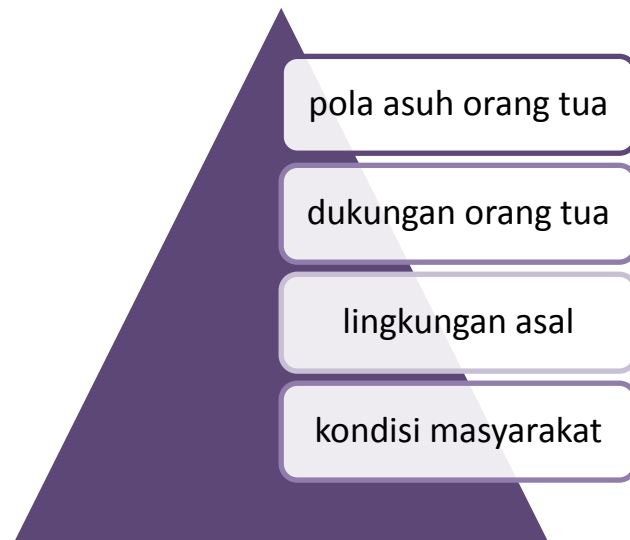 pola asuh orang tua
dukungan orang tua
lingkungan asal
kondisi masyarakat